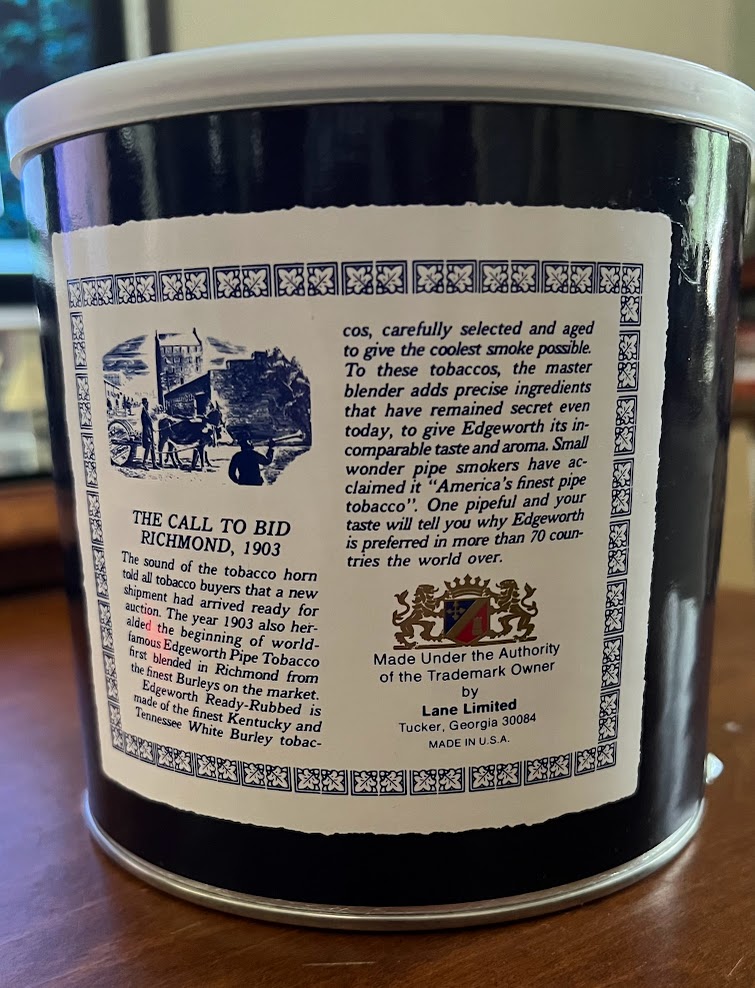 THE CALL TO BID
RICHMOND, 1903
The sound of the tobacco horn
told all tobacco buyers that a new
shipment had arrived ready for
auction. The year 1903 also her-
alded the beginning of world-
famous Edgeworth Pipe Tobacco
first blended in Richmond from
the finest Burleys on the market.
Edgeworth Ready-Rubbed is
made of the finest Kentucky and
Tennessee White Burley tobac-
cos, carefully selected and aged
to give the coolest smoke possible.
To these tobaccos, the master
blender adds precise ingredients
that have remained secret even
today, to give Edgeworth its in-
comparable taste and aroma. Small
wonder pipe smokers have ac-
claimed it "America's finest pipe
tobacco". One pipeful and your
taste will tell you why Edgeworth
is preferred in more than 70 coun-
tries the world over.
Made Under the Authority
of the Trademark Owner
by
Lane Limited
Tucker, Georgia 30084
MADE IN U.S.A.